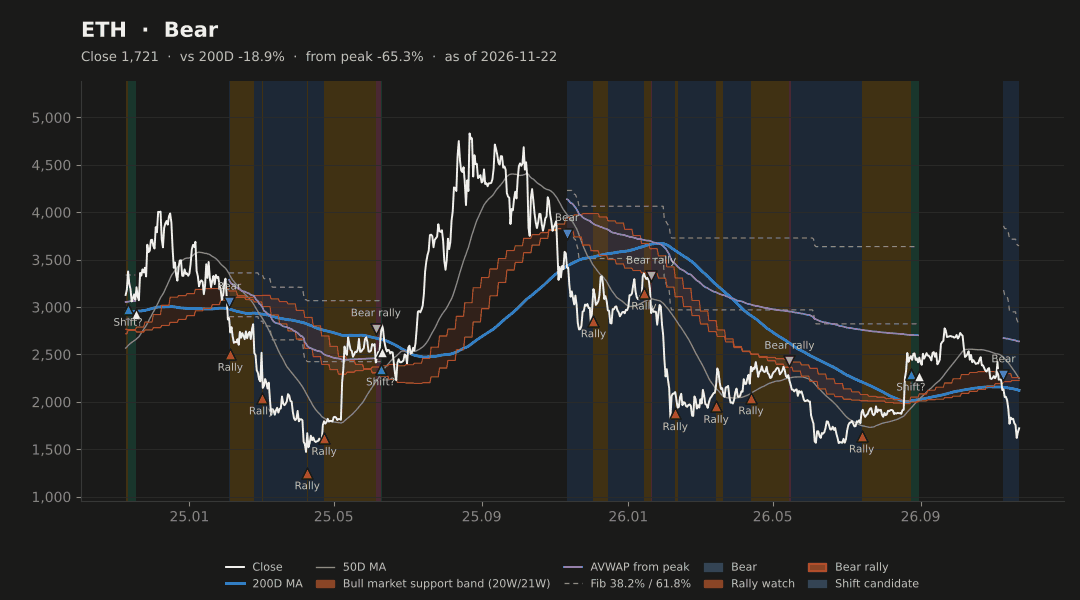 ETH · Bear
Close 1,721 · vs 200D -18.9% · from peak -65.3% · as of 2026-11-22
5,000
4,500
4,000
3,500
3,000
2,500
2,000
1,500
1,000
Shift?
Bear
Rally
Rally
Rally
Rally
Bear rally
Shift?
Bear
Rally
Rally
Bear rally
Rally
Rally
Rally
Bear rally
Rally
Shift?
Bear
25.01
25.05
25.09
26.01
26.05
26.09
Close
50D MA
AVWAP from peak
Bear
Bear rally
200D MA
Bull market support band (20W/21W)
Fib 38.2% / 61.8%
Rally watch
Shift candidate